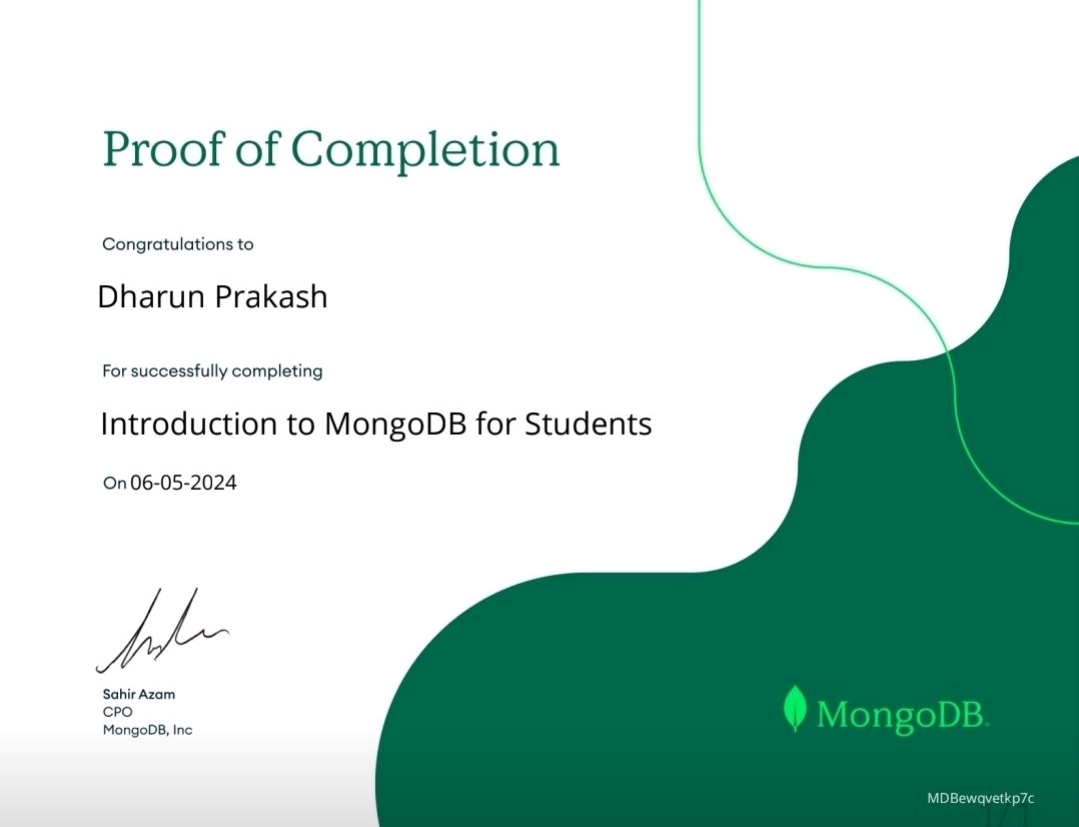 Proof of Completion
Congratulations to
Dharun Prakash
For successfully completing
Introduction to MongoDB for Students
On 06-05-2024
Sahir Azam
CPO
MongoDB, Inc
MongoDB.
MDBewqvetkp7c